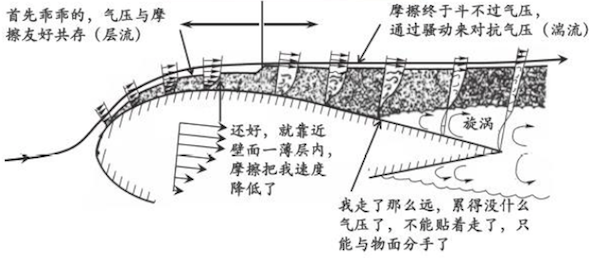 首先乖乖的，气压与摩
擦友好共存（层流）
摩擦终于斗不过气压，
通过骚动来对抗气压（湍流）
还好，就靠近
壁面一薄层内，
摩擦把我速度
降低了
旋涡
我走了那么远，累得没什么
气压了，不能贴着走了，只
能与物面分手了